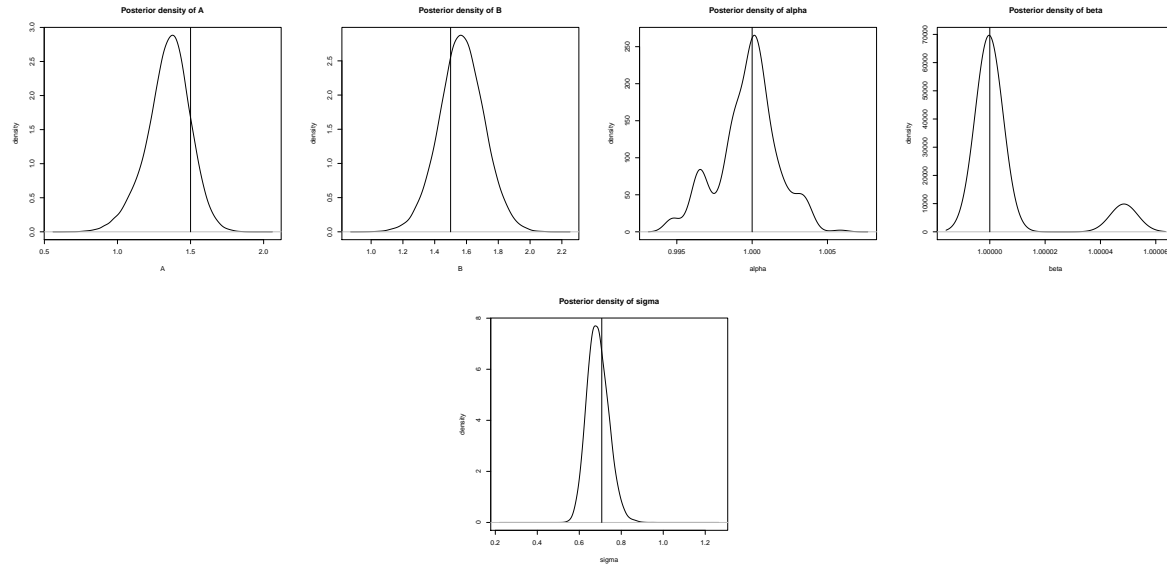 Posterior density of A
density
0.0 0.5 1.0 1.5 2.0 2.5 3.0
0.5 1.0 1.5 2.0
A
Posterior density of B
density
0.0 0.5 1.0 1.5 2.0 2.5
1.0 1.2 1.4 1.6 1.8 2.0 2.2
B
Posterior density of alpha
density
0 50 100 150 200 250
0.995 1.000 1.005
alpha
Posterior density of beta
density
0 10000 20000 30000 40000 50000 60000 70000
1.00000 1.00002 1.00004 1.00006
beta
Posterior density of sigma
density
0 2 4 6 8
0.2 0.4 0.6 0.8 1.0 1.2
sigma